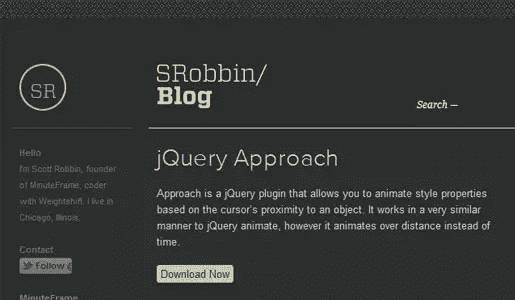 SR
SRobbin/
Blog
Search —
Hello
I'm Scott Robbin, founder
of MinuteFrame, coder
with Weightshift. I live in
Chicago, Illinois.
Contact
Follow
MinuteFrame
jQuery Approach
Approach is a jQuery plugin that allows you to animate style properties
based on the cursor's proximity to an object. It works in a very similar
manner to jQuery animate, however it animates over distance instead of
time.
Download Now